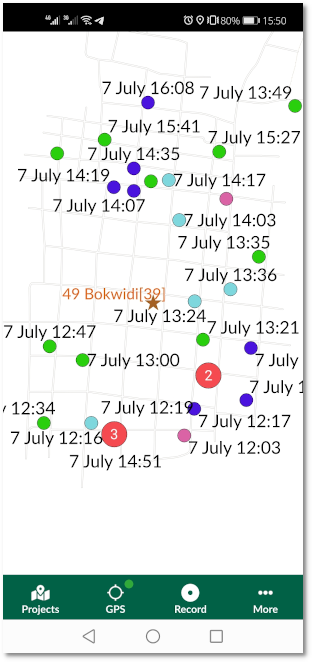 4G 3G 80% 15:50
7 July 16:08
7 July 13:49
7 July 15:41
7 July 15:27
7 July 14:35
7 July 14:19
7 July 14:17
7 July 14:07
7 July 14:03
7 July 13:35
7 July 13:36
49 Bokwidi[39]
7 July 13:24
7 July 12:47
7 July 13:21
7 July 13:00
7 July
2
7 July 1
y 12:34
7 July 12:19
7 July 12:17
7 July 12:16
3
7 July 12:03
7 July 14:51
Projects
GPS
Record
More